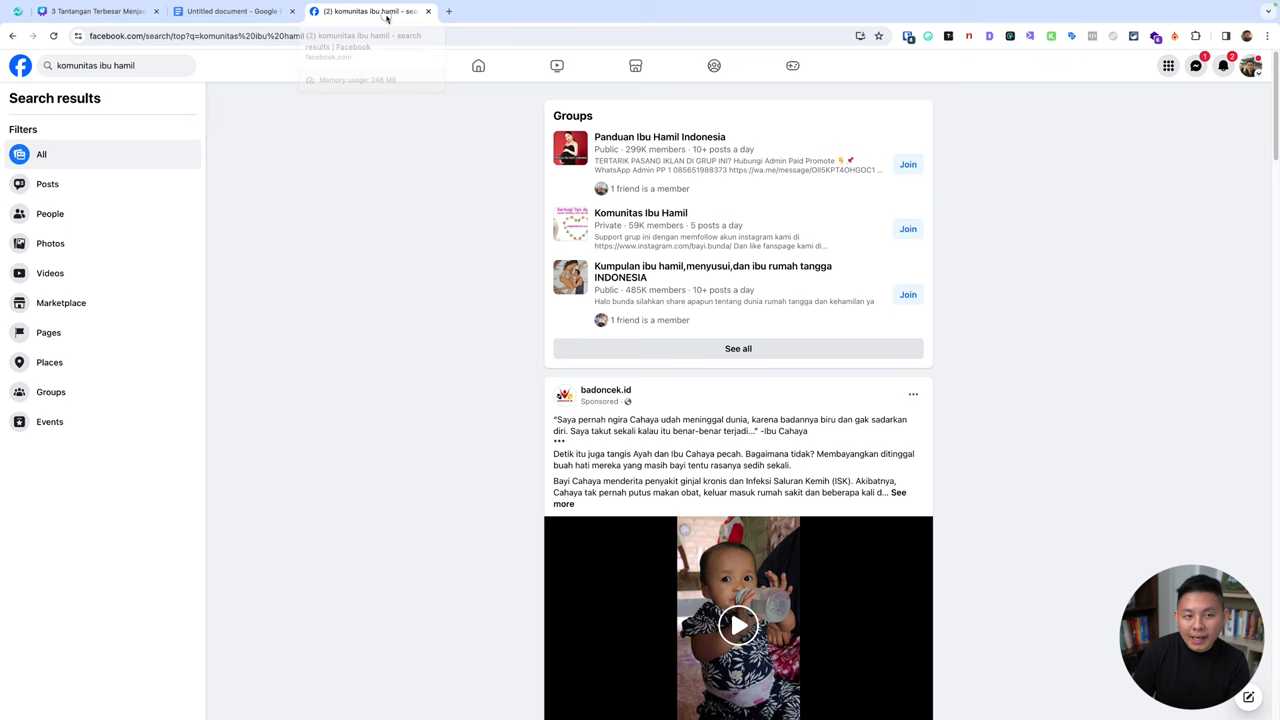 3 Tantangan Terbesar Menjad
Untitled document - Google D
(2) komunitas ibu hamil - sea
facebook.com/search/top?q=komunitas%20ibu%20hamil
(2) komunitas ibu hamil - search
results | Facebook
facebook.com
Memory usage: 246 MB
komunitas ibu hamil
1
2
Search results
Filters
All
Posts
People
Photos
Videos
Marketplace
Pages
Places
Groups
Events
Groups
Panduan Ibu Hamil Indonesia
Public · 299K members · 10+ posts a day
TERTARIK PASANG IKLAN DI GRUP INI? Hubungi Admin Paid Promote 👇 📌
WhatsApp Admin PP 1 085651988373 https://wa.me/message/OII5KPT4OHGOC1 ...
1 friend is a member
Join
Komunitas Ibu Hamil
Private · 59K members · 5 posts a day
Support grup ini dengan memfollow akun instagram kami di
https://www.instagram.com/bayi.bunda/ Dan like fanspage kami di...
Join
Kumpulan ibu hamil,menyusui,dan ibu rumah tangga
INDONESIA
Public · 485K members · 10+ posts a day
Halo bunda silahkan share apapun tentang dunia rumah tangga dan kehamilan ya
1 friend is a member
Join
See all
badoncek.id
Sponsored ·
“Saya pernah ngira Cahaya udah meninggal dunia, karena badannya biru dan gak sadarkan
diri. Saya takut sekali kalau itu benar-benar terjadi...” -Ibu Cahaya
***
Detik itu juga tangis Ayah dan Ibu Cahaya pecah. Bagaimana tidak? Membayangkan ditinggal
buah hati mereka yang masih bayi tentu rasanya sedih sekali.
Bayi Cahaya menderita penyakit ginjal kronis dan Infeksi Saluran Kemih (ISK). Akibatnya,
Cahaya tak pernah putus makan obat, keluar masuk rumah sakit dan beberapa kali d... See
more